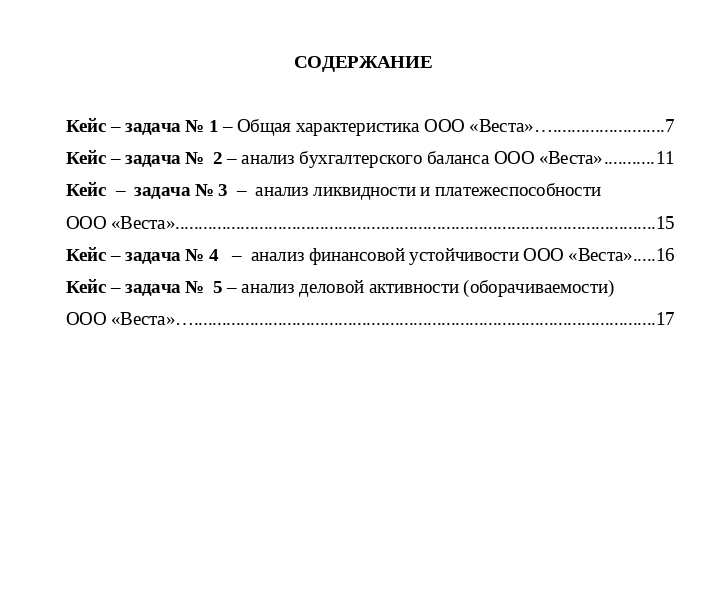 СОДЕРЖАНИЕ
Кейс – задача № 1 – Общая характеристика ООО «Веста»…........................7
Кейс – задача №  2 – анализ бухгалтерского баланса ООО «Веста»...........11
Кейс  –  задача № 3  –  анализ ликвидности и платежеспособности
ООО «Веста».......................................................................................................15
Кейс – задача № 4   –  анализ финансовой устойчивости ООО «Веста».....16
Кейс – задача №  5 – анализ деловой активности (оборачиваемости)
ООО «Веста»…...................................................................................................17